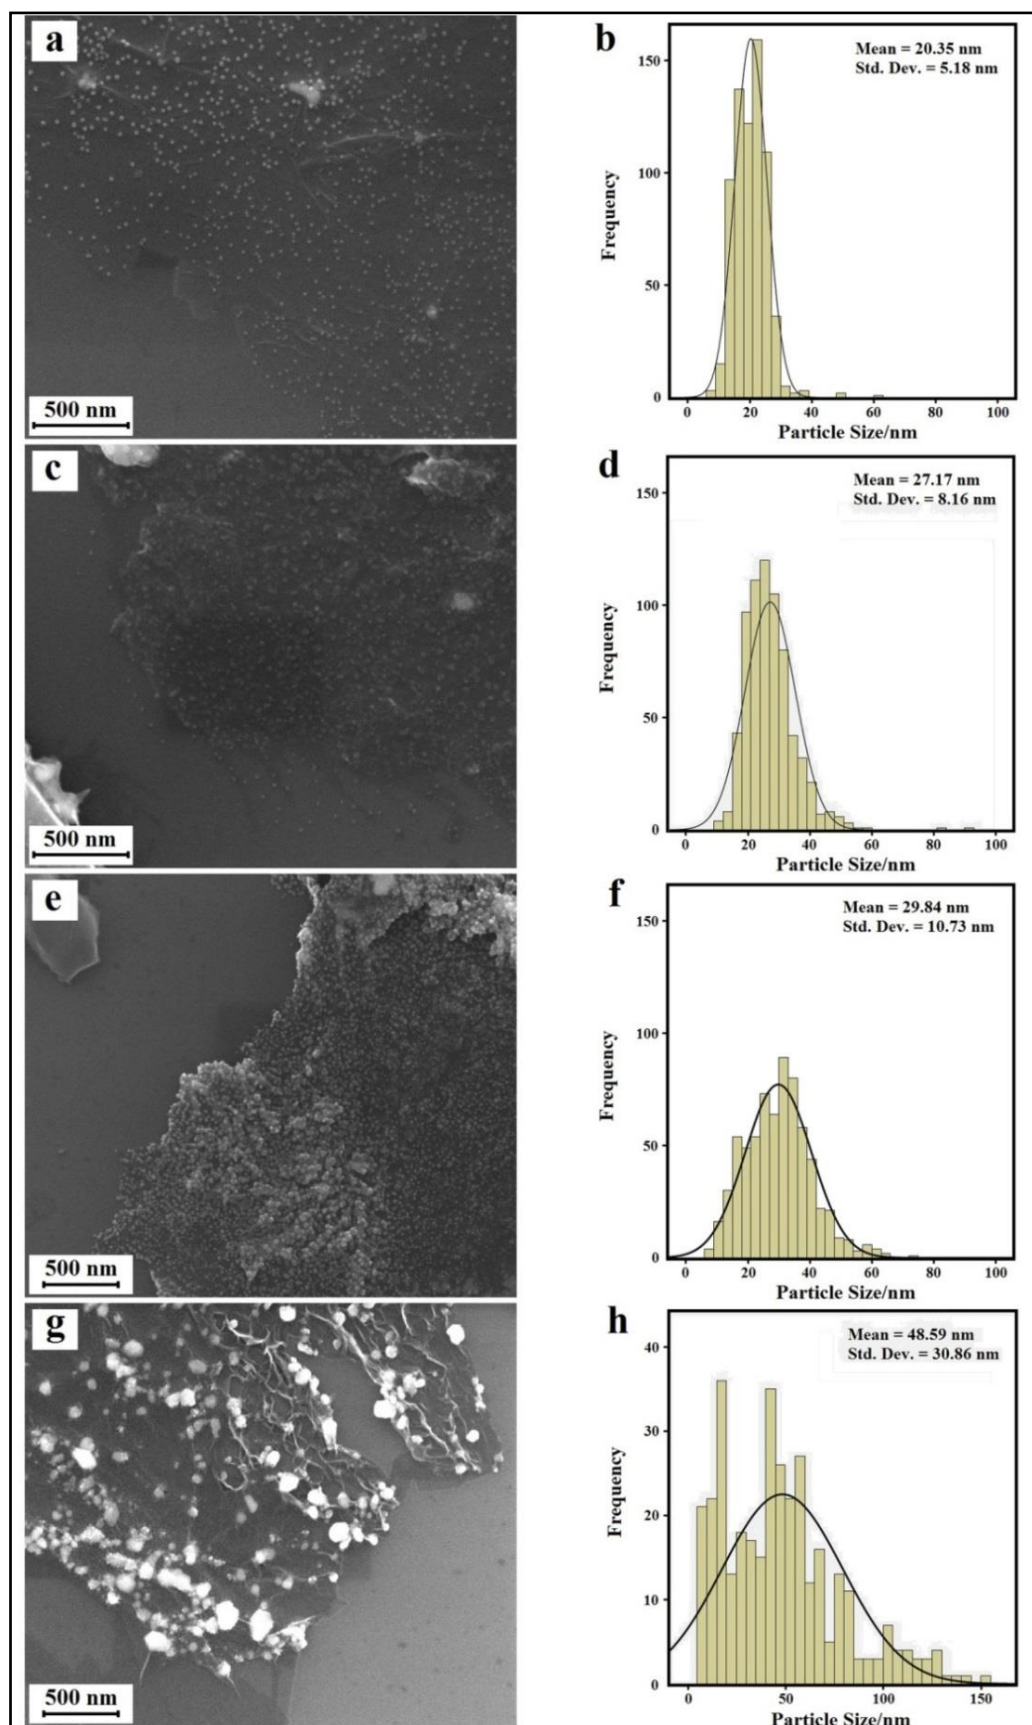 a
500 nm
b
Mean = 20.35 nm
Std. Dev. = 5.18 nm
150
100
50
0
Frequency
0 20 40 60 80 100
Particle Size/nm
c
500 nm
d
Mean = 27.17 nm
Std. Dev. = 8.16 nm
150
100
50
0
Frequency
0 20 40 60 80 100
Particle Size/nm
e
500 nm
f
Mean = 29.84 nm
Std. Dev. = 10.73 nm
150
100
50
0
Frequency
0 20 40 60 80 100
Particle Size/nm
g
500 nm
h
Mean = 48.59 nm
Std. Dev. = 30.86 nm
40
30
20
10
0
Frequency
0 50 100 150
Particle Size/nm